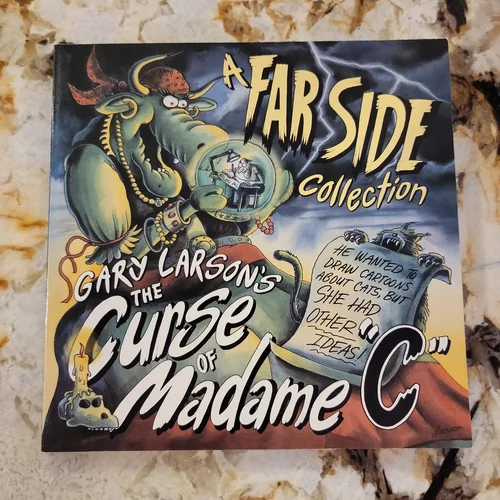 A FAR SIDE
Collection
GARY LARSON'S
THE
Curse
OF
Madame "C"
HE WANTED TO
DRAW CARTOONS
ABOUT CATS, BUT
SHE HAD
OTHER
IDEAS!
Larson